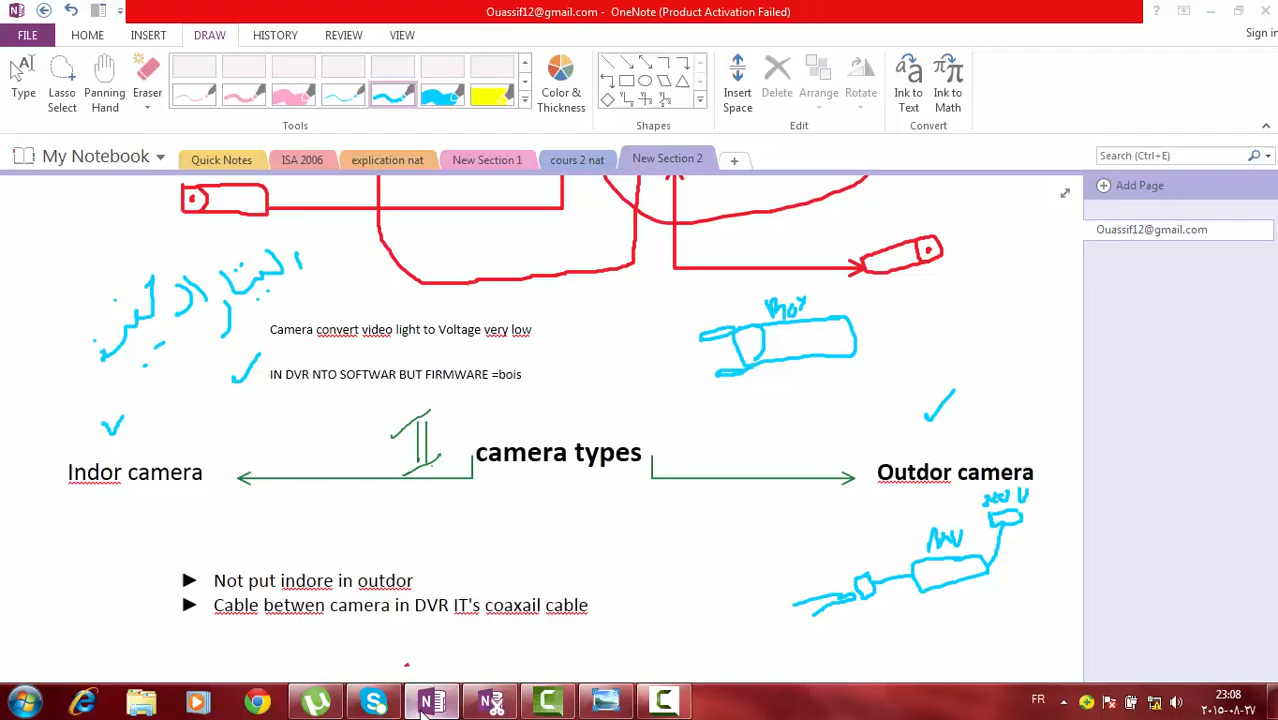 Ouassif12@gmail.com - OneNote (Product Activation Failed)
FILE HOME INSERT DRAW HISTORY REVIEW VIEW
Sign in
Type
Lasso Select
Panning Hand
Eraser
Color & Thickness
Insert Space
Delete
Arrange
Rotate
Ink to Text
Ink to Math
Tools
Shapes
Edit
Convert
My Notebook
Quick Notes
ISA 2006
explication nat
New Section 1
cours 2 nat
New Section 2
Search (Ctrl+E)
Add Page
Ouassif12@gmail.com
التيار
Camera convert video light to Voltage very low
IN DVR NTO SOFTWAR BUT FIRMWARE =bois
II
camera types
Indor camera
Outdor camera
► Not put indore in outdor
► Cable betwen camera in DVR IT's coaxail cable
FR
23:08
٢٠١٥-٠٨-٢٧